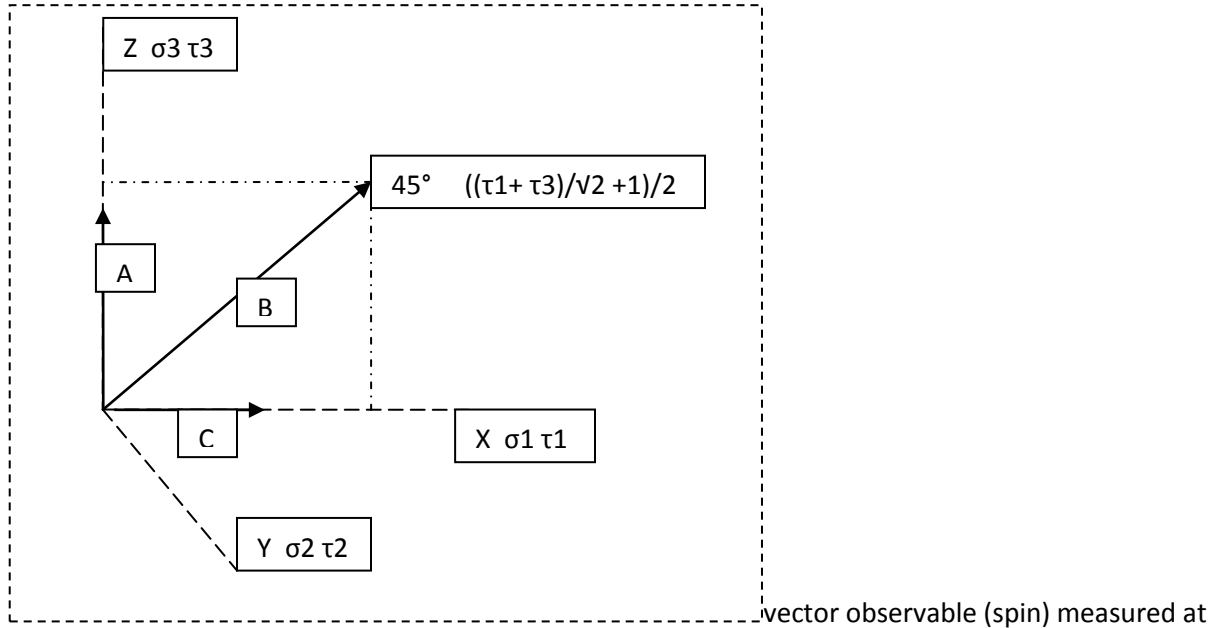 Z σ3 τ3
45° ((τ1+ τ3)/√2 +1)/2
A
B
C
X σ1 τ1
Y σ2 τ2
vector observable (spin) measured at